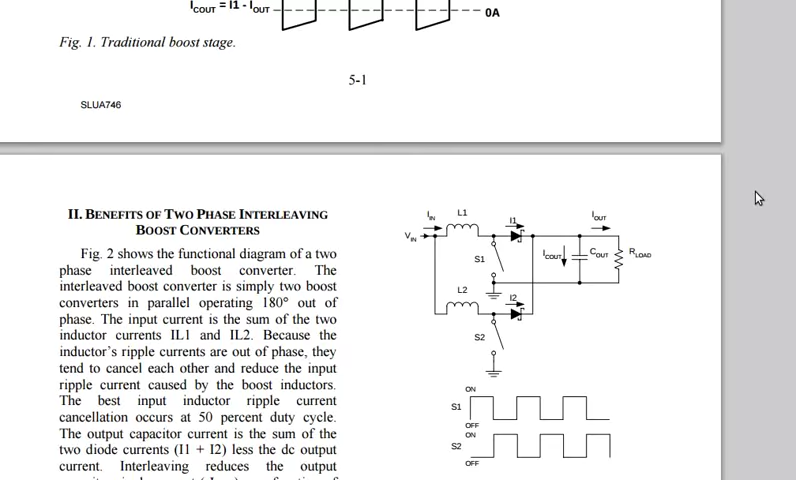 ICOUT = I1 - IOUT
0A
Fig. 1. Traditional boost stage.
5-1
SLUA746
II. BENEFITS OF TWO PHASE INTERLEAVING
BOOST CONVERTERS
Fig. 2 shows the functional diagram of a two
phase interleaved boost converter. The
interleaved boost converter is simply two boost
converters in parallel operating 180° out of
phase. The input current is the sum of the two
inductor currents IL1 and IL2. Because the
inductor's ripple currents are out of phase, they
tend to cancel each other and reduce the input
ripple current caused by the boost inductors.
The best input inductor ripple current
cancellation occurs at 50 percent duty cycle.
The output capacitor current is the sum of the
two diode currents (I1 + I2) less the dc output
current. Interleaving reduces the output
IIN
L1
I1
IOUT
VIN
S1
ICOUT
COUT
RLOAD
L2
I2
S2
ON
S1
OFF
ON
S2
OFF